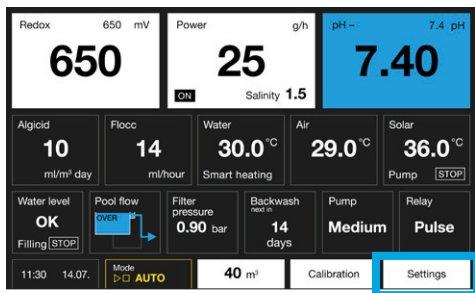 Redox 650 mV
650
Power g/h
25
ON Salinity 1.5
pH – 7.4 pH
7.40
Algicid
10
ml/m³ day
Flocc
14
ml/hour
Water
30.0°C
Smart heating
Air
29.0°C
Solar
36.0°C
Pump STOP
Water level
OK
Filling STOP
Pool flow
OVER
Filter
pressure
0.90 bar
Backwash
next in
14
days
Pump
Medium
Relay
Pulse
11:30 14.07.
Mode
AUTO
40 m³
Calibration
Settings